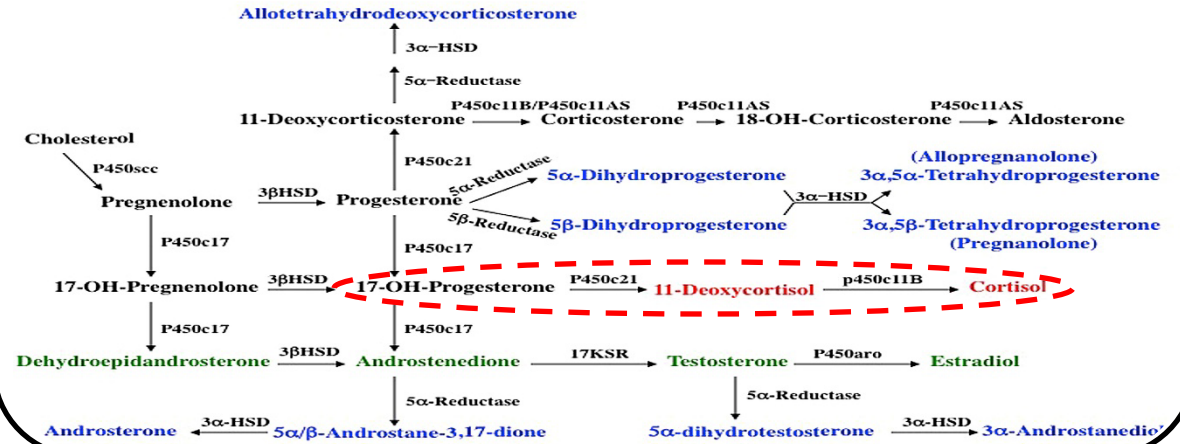 Allotetrahydrodeoxycorticosterone
3α−HSD
5α−Reductase
P450c11B/P450c11AS P450c11AS P450c11AS
11-Deoxycorticosterone Corticosterone 18-OH-Corticosterone Aldosterone
Cholesterol
P450scc P450c21
5α-Reductase
(Allopregnanolone)
5α-Dihydroprogesterone 3α,5α-Tetrahydroprogesterone
3βHSD 3α−HSD
Pregnenolone Progesterone
5β-Reductase
5β-Dihydroprogesterone 3α,5β-Tetrahydroprogesterone
(Pregnanolone)
P450c17 P450c17
3βHSD P450c21 p450c11B
17-OH-Pregnenolone 17-OH-Progesterone 11-Deoxycortisol Cortisol
P450c17 P450c17
3βHSD 17KSR P450aro
Dehydroepidandrosterone Androstenedione Testosterone Estradiol
5α-Reductase 5α-Reductase
3α-HSD 3α-HSD
Androsterone 5α/β-Androstane-3,17-dione 5α-dihydrotestosterone